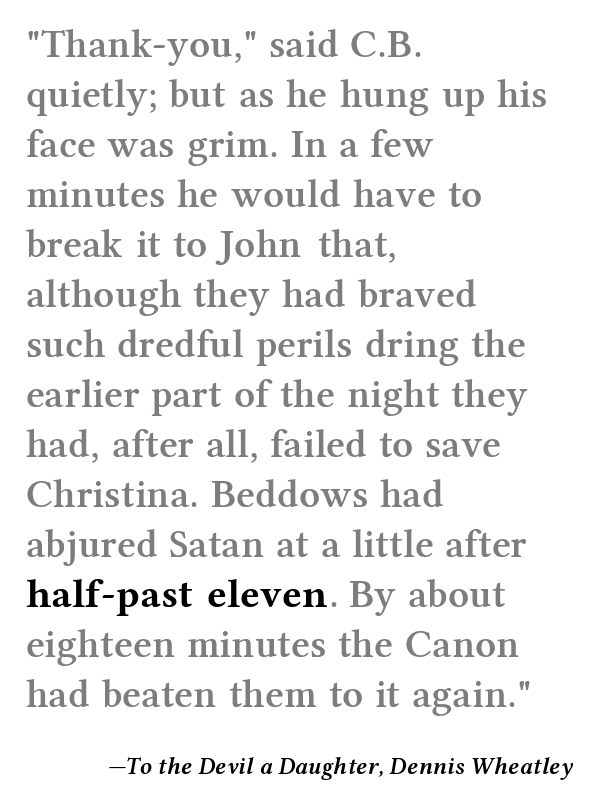 "Thank-you," said C.B.
quietly; but as he hung up his
face was grim. In a few
minutes he would have to
break it to John that,
although they had braved
such dredful perils dring the
earlier part of the night they
had, after all, failed to save
Christina. Beddows had
abjured Satan at a little after
half-past eleven. By about
eighteen minutes the Canon
had beaten them to it again."
—To the Devil a Daughter, Dennis Wheatley